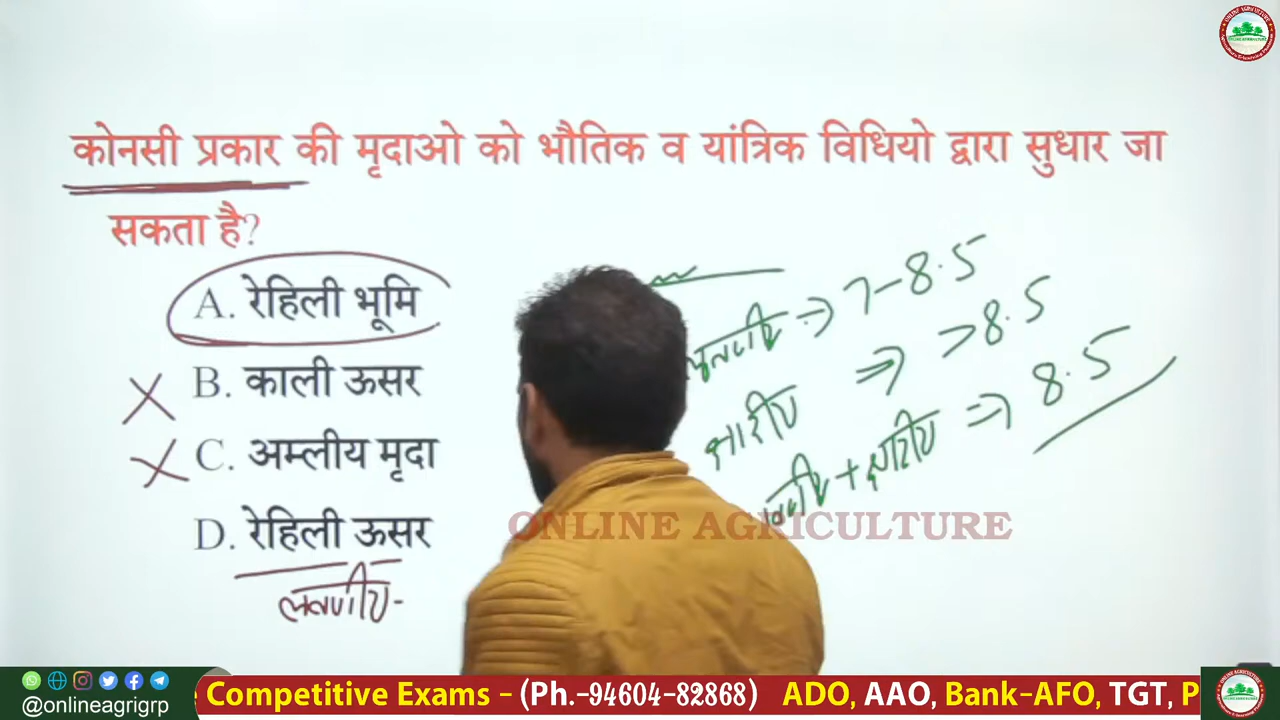 कोनसी प्रकार की मृदाओ को भौतिक व यांत्रिक विधियो द्वारा सुधार जा
सकता है?
A. रेहिली भूमि
B. काली ऊसर
C. अम्लीय मृदा
D. रेहिली ऊसर
लवणीय-
⇒ 7-8.5
क्षारीय ⇒ >8.5
+ क्षारीय ⇒ 8.5
ONLINE AGRICULTURE
@onlineagrigrp
Competitive Exams - (Ph.-94604-82868) ADO, AAO, Bank-AFO, TGT, P